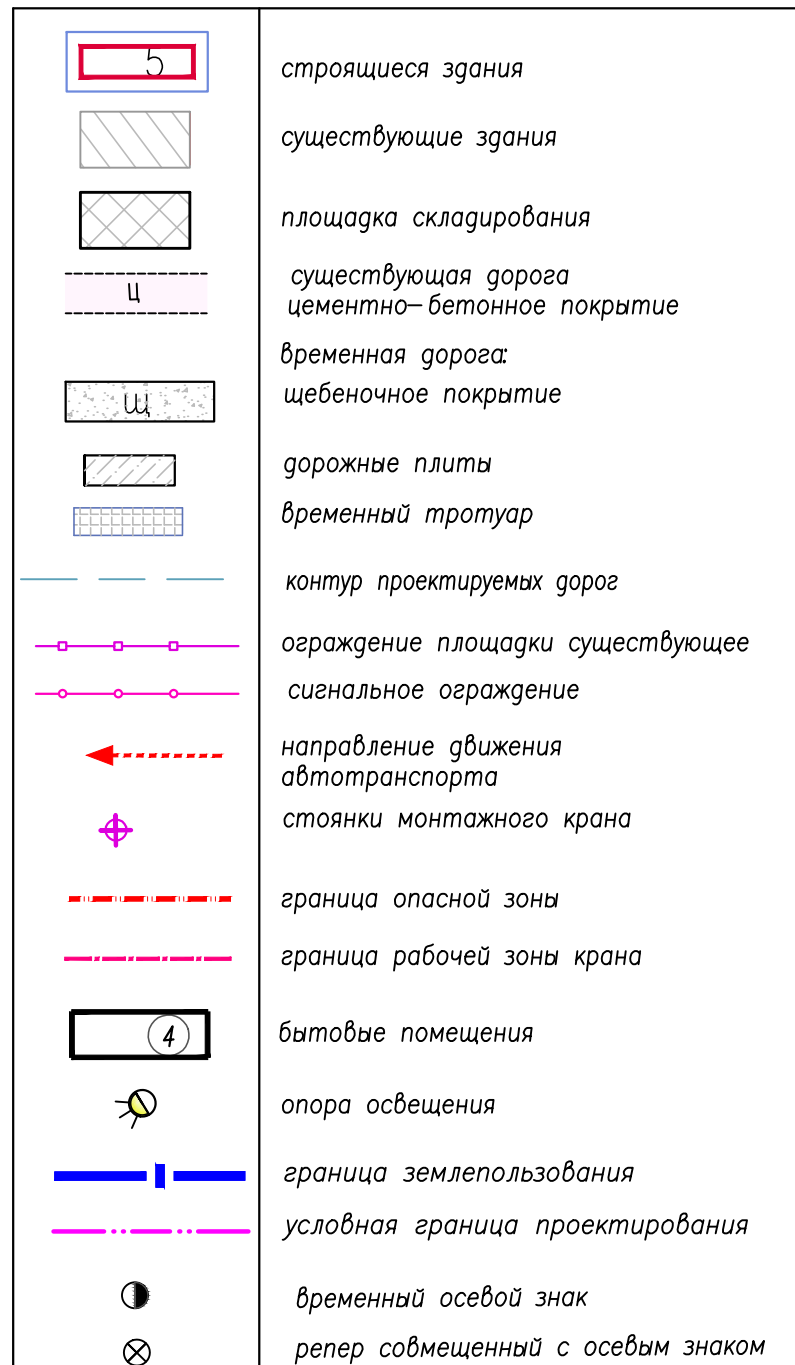 5 строящиеся здания
существующие здания
площадка складирования
существующая дорога
Ц цементно-бетонное покрытие
временная дорога:
Щ щебеночное покрытие
дорожные плиты
временный тротуар
контур проектируемых дорог
ограждение площадки существующее
сигнальное ограждение
направление движения
автотранспорта
стоянки монтажного крана
граница опасной зоны
граница рабочей зоны крана
4 бытовые помещения
опора освещения
граница землепользования
условная граница проектирования
временный осевой знак
репер совмещенный с осевым знаком